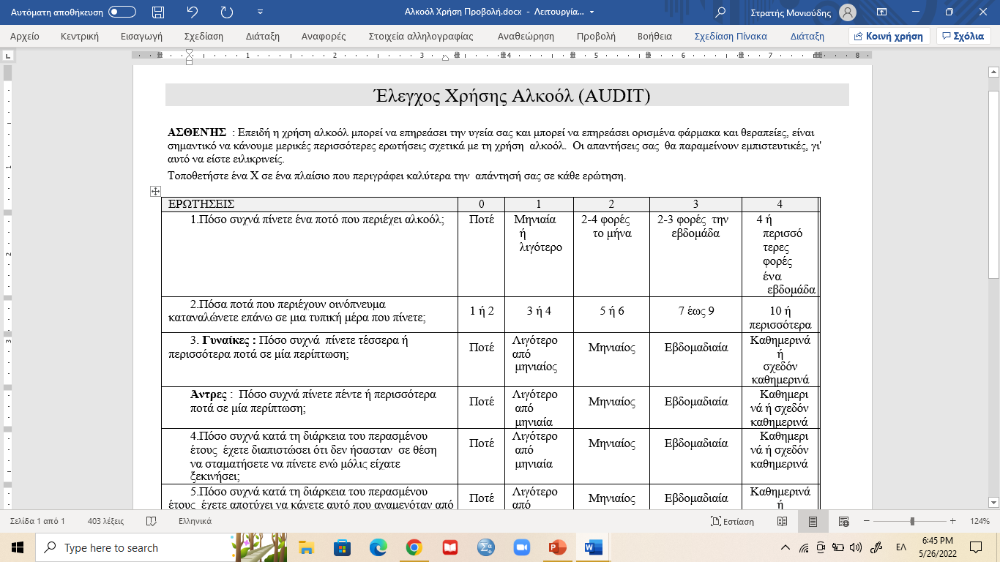 Αυτόματη αποθήκευση
Αλκοόλ Χρήση Προβολή.docx - Λειτουργία...
Στρατής Μονιούδης
Αρχείο Κεντρική Εισαγωγή Σχεδίαση Διάταξη Αναφορές Στοιχεία αλληλογραφίας Αναθεώρηση Προβολή Βοήθεια Σχεδίαση Πίνακα Διάταξη Κοινή χρήση Σχόλια
1 2 3 4 5 6 7 8
Έλεγχος Χρήσης Αλκοόλ (AUDIT)
ΑΣΘΕΝΉΣ : Επειδή η χρήση αλκοόλ μπορεί να επηρεάσει την υγεία σας και μπορεί να επηρεάσει ορισμένα φάρμακα και θεραπείες, είναι
σημαντικό να κάνουμε μερικές περισσότερες ερωτήσεις σχετικά με τη χρήση αλκοόλ. Οι απαντήσεις σας θα παραμείνουν εμπιστευτικές, γι'
αυτό να είστε ειλικρινείς.
Τοποθετήστε ένα X σε ένα πλαίσιο που περιγράφει καλύτερα την απάντησή σας σε κάθε ερώτηση.
ΕΡΩΤΉΣΕΙΣ 0 1 2 3 4
1.Πόσο συχνά πίνετε ένα ποτό που περιέχει αλκοόλ;
Ποτέ
Μηνιαία
ή
λιγότερο
2-4 φορές
το μήνα
2-3 φορές την
εβδομάδα
4 ή
περισσό
τερες
φορές
ένα
εβδομάδα
2.Πόσα ποτά που περιέχουν οινόπνευμα
καταναλώνετε επάνω σε μια τυπική μέρα που πίνετε;
1 ή 2
3 ή 4
5 ή 6
7 έως 9
10 ή
περισσότερα
3. Γυναίκες : Πόσο συχνά πίνετε τέσσερα ή
περισσότερα ποτά σε μία περίπτωση;
Ποτέ
Λιγότερο
από
μηνιαίος
Μηνιαίος
Εβδομαδιαία
Καθημερινά
ή
σχεδόν
καθημερινά
Άντρες : Πόσο συχνά πίνετε πέντε ή περισσότερα
ποτά σε μία περίπτωση;
Ποτέ
Λιγότερο
από
μηνιαία
Μηνιαίος
Εβδομαδιαία
Καθημερι
νά ή σχεδόν
καθημερινά
4.Πόσο συχνά κατά τη διάρκεια του περασμένου
έτους έχετε διαπιστώσει ότι δεν ήσασταν σε θέση
να σταματήσετε να πίνετε ενώ μόλις είχατε
ξεκινήσει;
Ποτέ
Λιγότερο
από
μηνιαία
Μηνιαίος
Εβδομαδιαία
Καθημερι
νά ή σχεδόν
καθημερινά
5.Πόσο συχνά κατά τη διάρκεια του περασμένου
έτους έχετε αποτύχει να κάνετε αυτό που αναμενόταν από
Ποτέ
Λιγότερο
από
Μηνιαίος
Εβδομαδιαία
Καθημερινά
ή
Σελίδα 1 από 1 403 λέξεις Ελληνικά Εστίαση 124%
Type here to search
ΕΛ
6:45 PM
5/26/2022